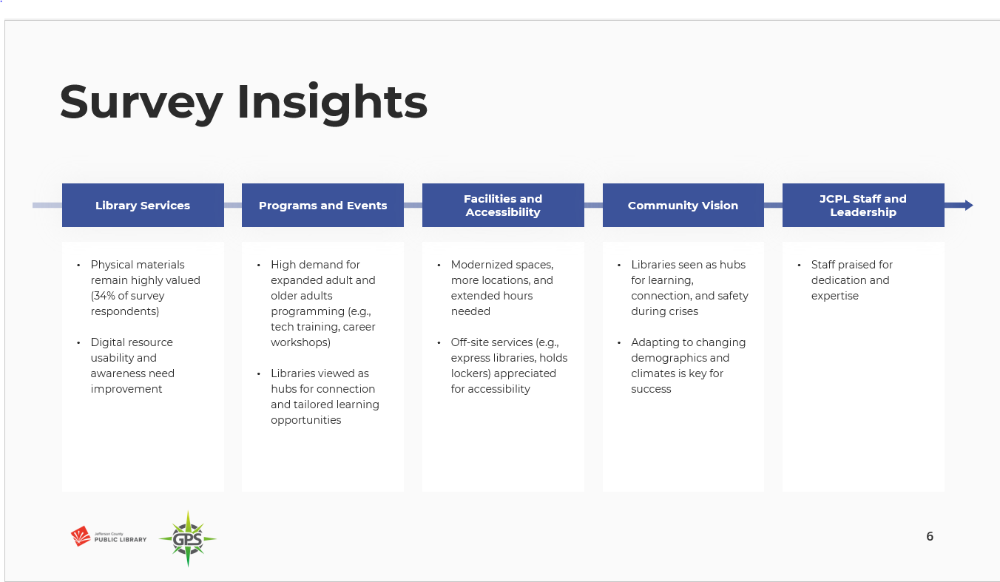 Survey Insights
Library Services
Programs and Events
Facilities and
Accessibility
Community Vision
JCPL Staff and
Leadership
• Physical materials
remain highly valued
(34% of survey
respondents)
• Digital resource
usability and
awareness need
improvement
• High demand for
expanded adult and
older adults
programming (e.g.,
tech training, career
workshops)
• Libraries viewed as
hubs for connection
and tailored learning
opportunities
• Modernized spaces,
more locations, and
extended hours
needed
• Off-site services (e.g.,
express libraries, holds
lockers) appreciated
for accessibility
• Libraries seen as hubs
for learning,
connection, and safety
during crises
• Adapting to changing
demographics and
climates is key for
success
• Staff praised for
dedication and
expertise
Jefferson County
PUBLIC LIBRARY
GPS
6